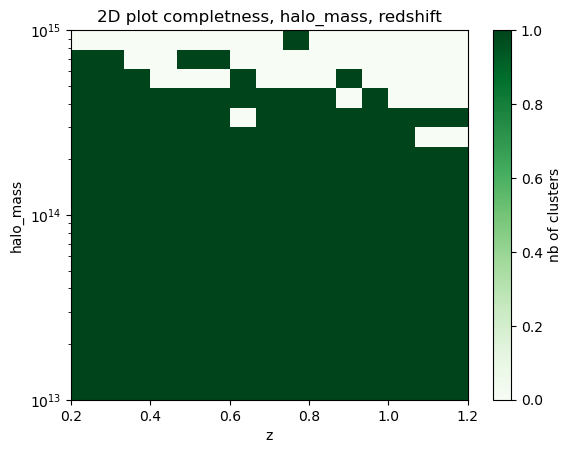 2D plot completness, halo_mass, redshift
10^15
10^14
10^13
halo_mass
0.2 0.4 0.6 0.8 1.0 1.2
z
1.0
0.8
0.6
0.4
0.2
0.0
nb of clusters